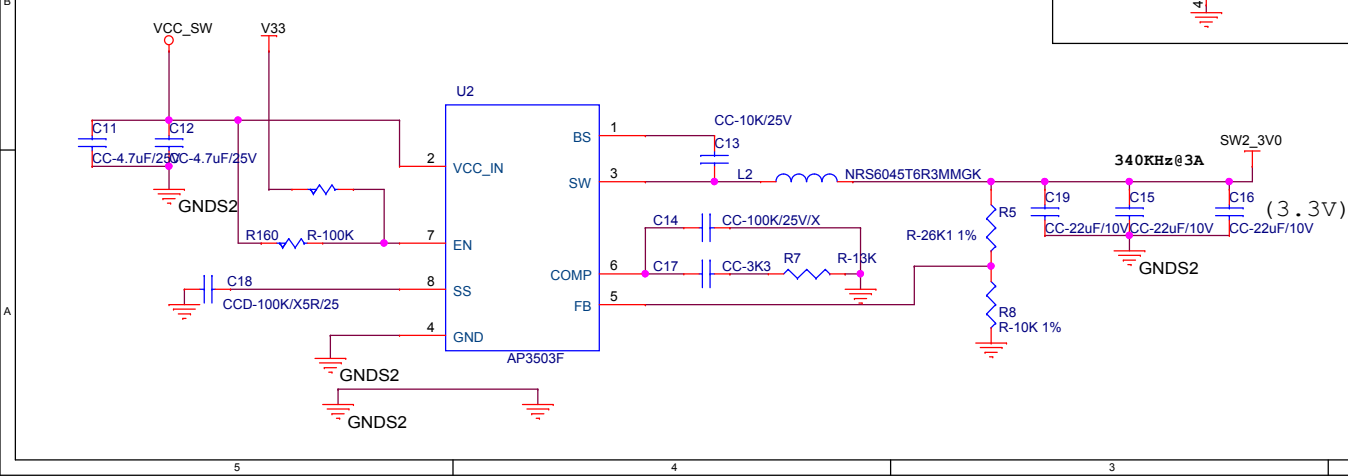 B
4
VCC_SW
V33
U2
C11
C12
CC-4.7uF/25V
CC-4.7uF/25V
GNDS2
R160
R-100K
C18
CCD-100K/X5R/25
2
VCC_IN
7
EN
8
SS
4
GND
GNDS2
GNDS2
BS
1
SW
3
COMP
6
FB
5
AP3503F
CC-10K/25V
C13
L2
NRS6045T6R3MMGK
C14
CC-100K/25V/X
C17
CC-3K3
R7
R-13K
R5
R-26K1 1%
R8
R-10K 1%
340KHz@3A
SW2_3V0
C19
C15
C16
(3.3V)
CC-22uF/10V
CC-22uF/10V
CC-22uF/10V
GNDS2
A
5
4
3